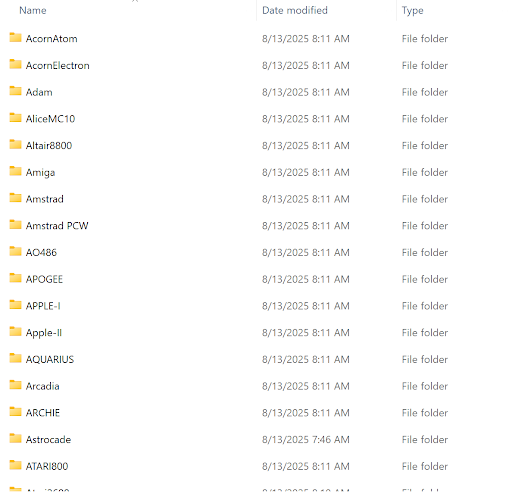 Name Date modified Type
AcornAtom 8/13/2025 8:11 AM File folder
AcornElectron 8/13/2025 8:11 AM File folder
Adam 8/13/2025 8:11 AM File folder
AliceMC10 8/13/2025 8:11 AM File folder
Altair8800 8/13/2025 8:11 AM File folder
Amiga 8/13/2025 8:11 AM File folder
Amstrad 8/13/2025 8:11 AM File folder
Amstrad PCW 8/13/2025 8:11 AM File folder
AO486 8/13/2025 8:11 AM File folder
APOGEE 8/13/2025 8:11 AM File folder
APPLE-I 8/13/2025 8:11 AM File folder
Apple-II 8/13/2025 8:11 AM File folder
AQUARIUS 8/13/2025 8:11 AM File folder
Arcadia 8/13/2025 8:11 AM File folder
ARCHIE 8/13/2025 8:11 AM File folder
Astrocade 8/13/2025 7:46 AM File folder
ATARI800 8/13/2025 8:11 AM File folder